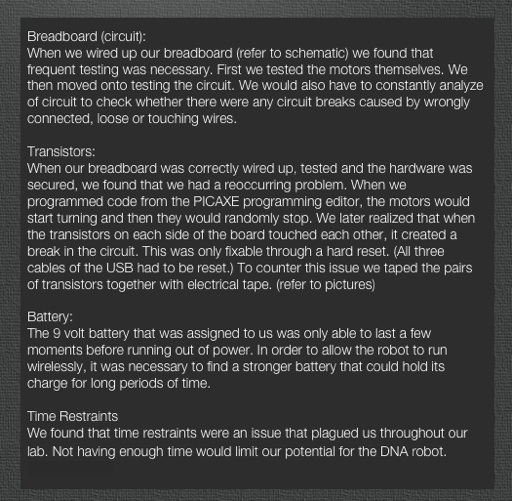 Breadboard (circuit):
When we wired up our breadboard (refer to schematic) we found that
frequent testing was necessary. First we tested the motors themselves. We
then moved onto testing the circuit. We would also have to constantly analyze
of circuit to check whether there were any circuit breaks caused by wrongly
connected, loose or touching wires.

Transistors:
When our breadboard was correctly wired up, tested and the hardware was
secured, we found that we had a reoccurring problem. When we
programmed code from the PICAXE programming editor, the motors would
start turning and then they would randomly stop. We later realized that when
the transistors on each side of the board touched each other, it created a
break in the circuit. This was only fixable through a hard reset. (All three
cables of the USB had to be reset.) To counter this issue we taped the pairs
of transistors together with electrical tape. (refer to pictures)

Battery:
The 9 volt battery that was assigned to us was only able to last a few
moments before running out of power. In order to allow the robot to run
wirelessly, it was necessary to find a stronger battery that could hold its
charge for long periods of time.

Time Restraints
We found that time restraints were an issue that plagued us throughout our
lab. Not having enough time would limit our potential for the DNA robot.